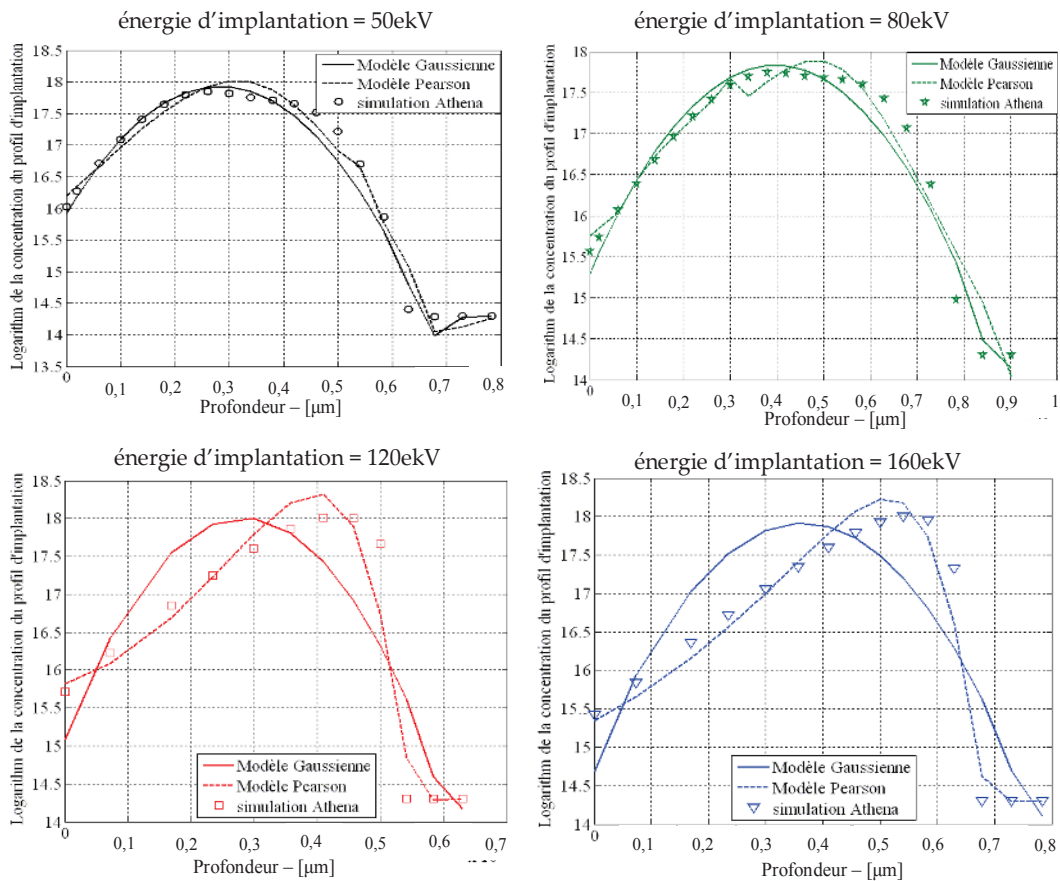 énergie d'implantation = 50ekV
Logarithm de la concentration du profil d'implantation
18.5
18
17.5
17
16.5
16
15.5
15
14.5
14
13.5
Modèle Gaussienne
Modèle Pearson
simulation Athena
0 0,1 0,2 0,3 0,4 0,5 0,6 0,7 0,8
Profondeur – [μm]
énergie d'implantation = 80ekV
Logarithm de la concentration du profil d'implantation
18
17.5
17
16.5
16
15.5
15
14.5
14
Modèle Gaussienne
Modèle Pearson
simulation Athena
0 0,1 0,2 0,3 0,4 0,5 0,6 0,7 0,8 0,9 1
Profondeur – [μm]
énergie d'implantation = 120ekV
Logarithm de la concentration du profil d'implantation
18.5
18
17.5
17
16.5
16
15.5
15
14.5
14
Modèle Gaussienne
Modèle Pearson
simulation Athena
0 0,1 0,2 0,3 0,4 0,5 0,6 0,7
Profondeur – [μm]
énergie d'implantation = 160ekV
Logarithm de la concentration du profil d'implantation
18.5
18
17.5
17
16.5
16
15.5
15
14.5
14
Modèle Gaussienne
Modèle Pearson
simulation Athena
0 0,1 0,2 0,3 0,4 0,5 0,6 0,7 0,8
Profondeur – [μm]